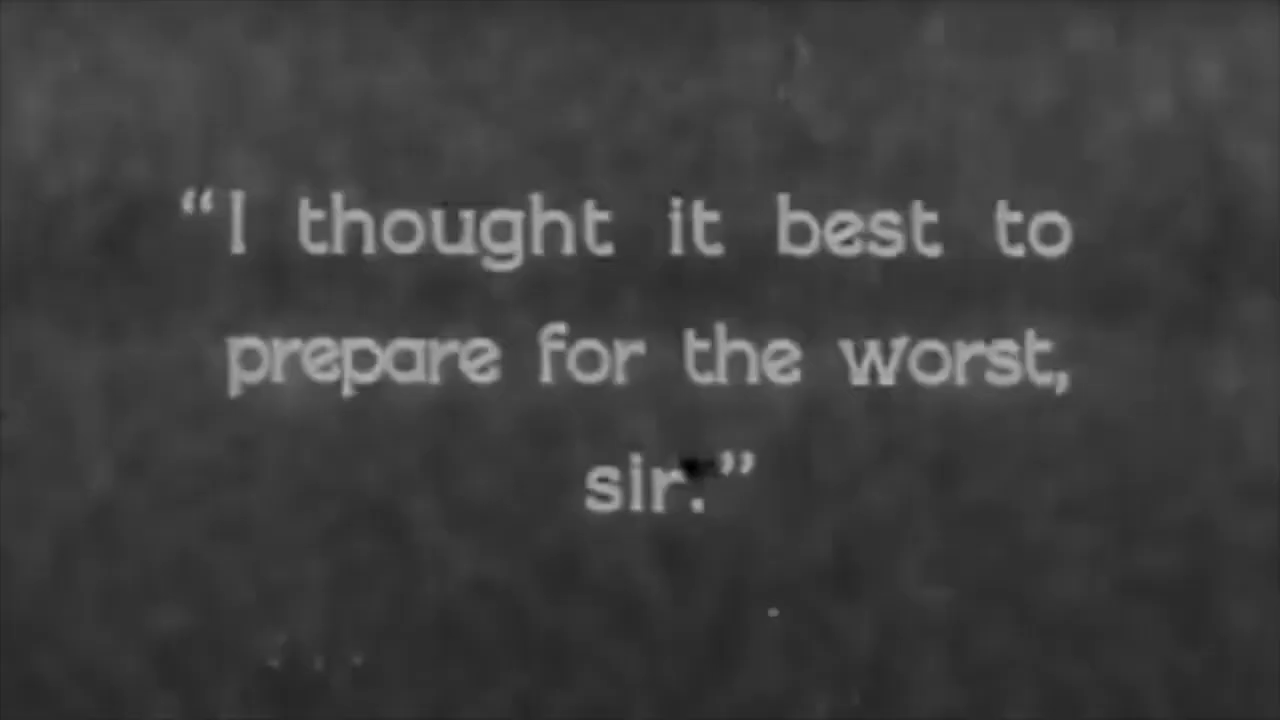 “I thought it best to
prepare for the worst,
sir.”